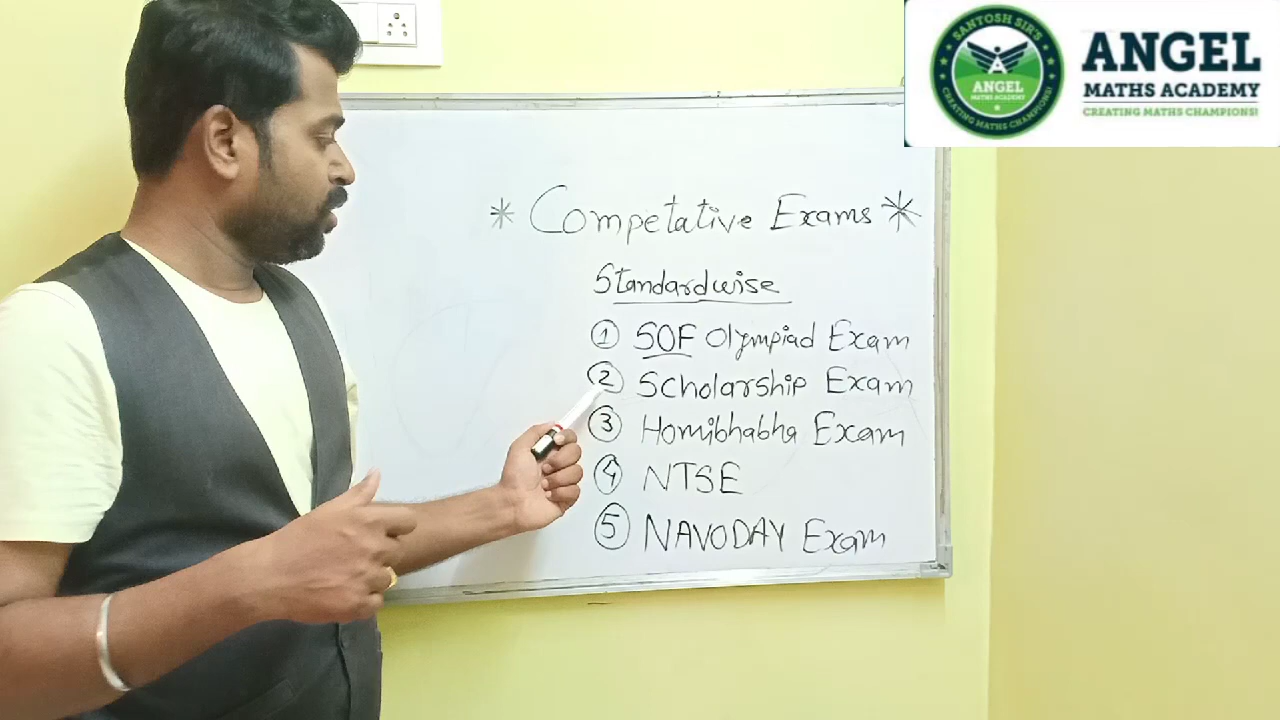 SANTOSH SIR'S
ANGEL
MATHS ACADEMY
CREATING MATHS CHAMPIONS!
ANGEL
MATHS ACADEMY
CREATING MATHS CHAMPIONS!
* Competative Exams *
Standardwise
① SOF Olympiad Exam
② Scholarship Exam
③ Homibhabha Exam
④ NTSE
⑤ NAVODAY Exam